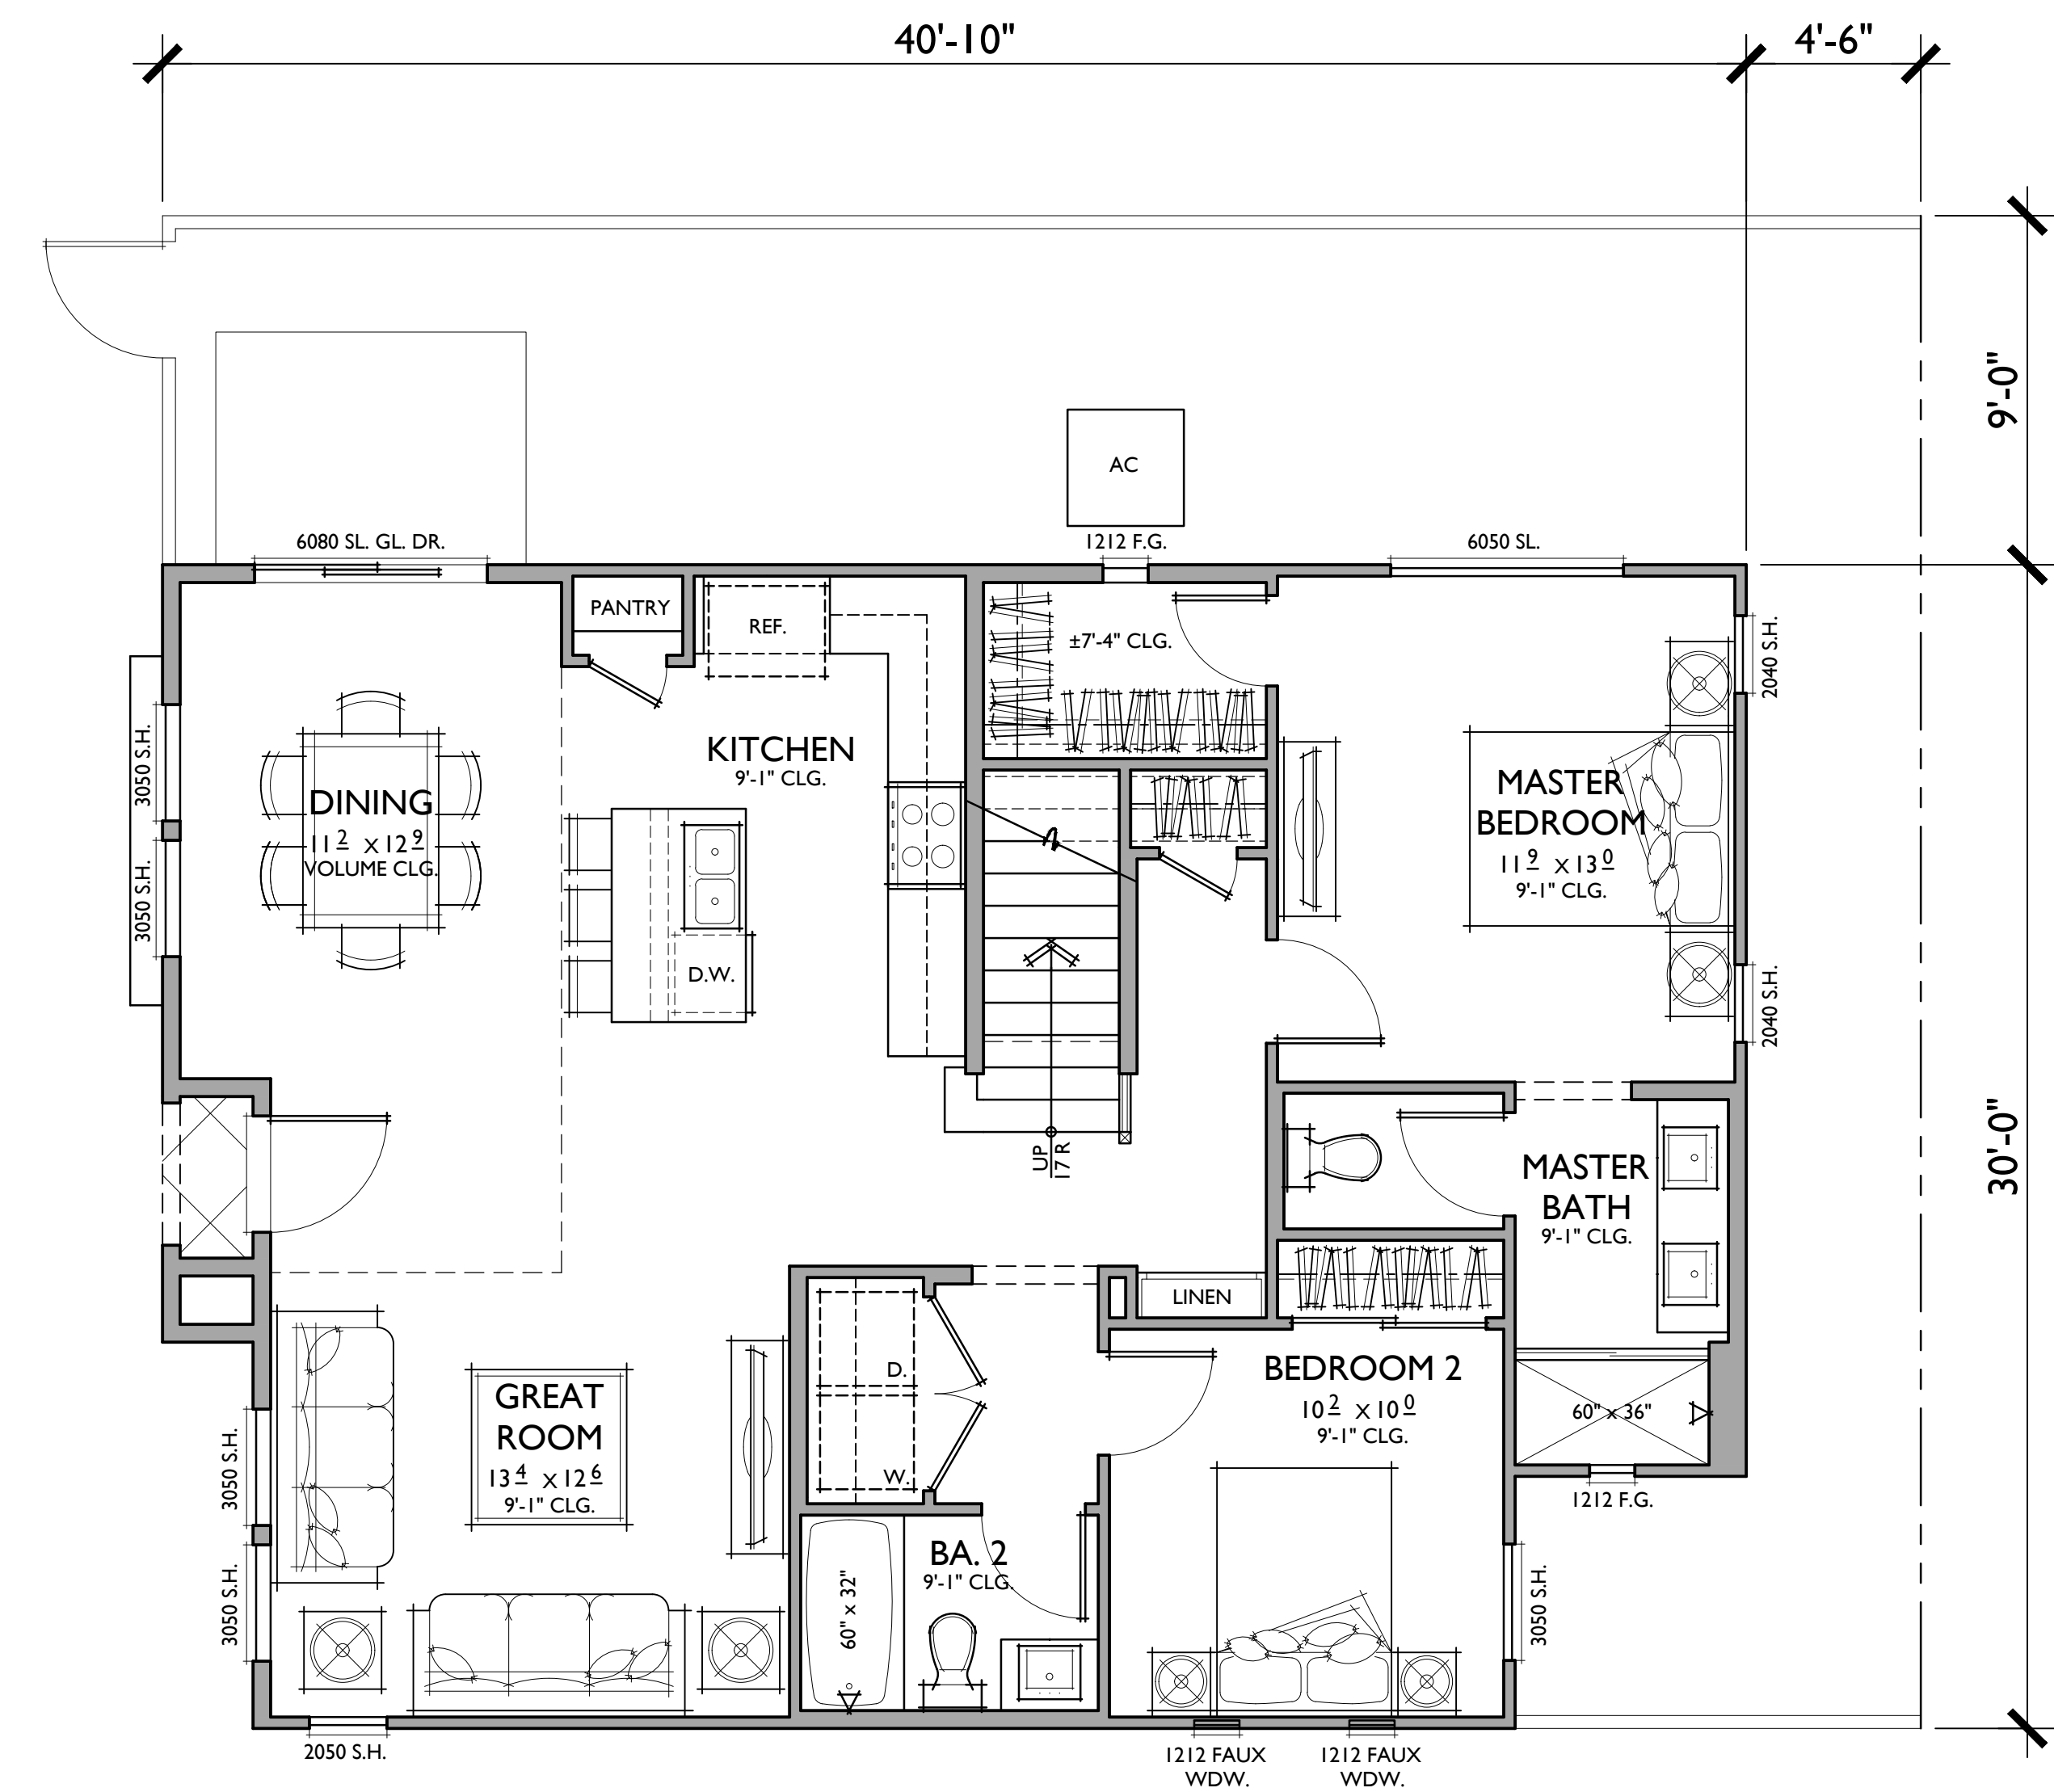 40'-10"
4'-6"
9'-0"
30'-0"
AC
6080 SL. GL. DR.
1212 F.G.
6050 SL.
PANTRY
REF.
±7'-4" CLG.
2040 S.H.
3050 S.H.
KITCHEN
9'-1" CLG.
DINING
11 2 X 12 9
VOLUME CLG.
3050 S.H.
MASTER
BEDROOM
11 9 X 13 0
9'-1" CLG.
D.W.
2040 S.H.
UP
17 R
MASTER
BATH
9'-1" CLG.
LINEN
D.
W.
BEDROOM 2
10 2 X 10 0
9'-1" CLG.
60" x 36"
GREAT
ROOM
13 4 X 12 6
9'-1" CLG.
3050 S.H.
3050 S.H.
1212 F.G.
BA. 2
9'-1" CLG.
60" x 32"
3050 S.H.
2050 S.H.
1212 FAUX
WDW.
1212 FAUX
WDW.